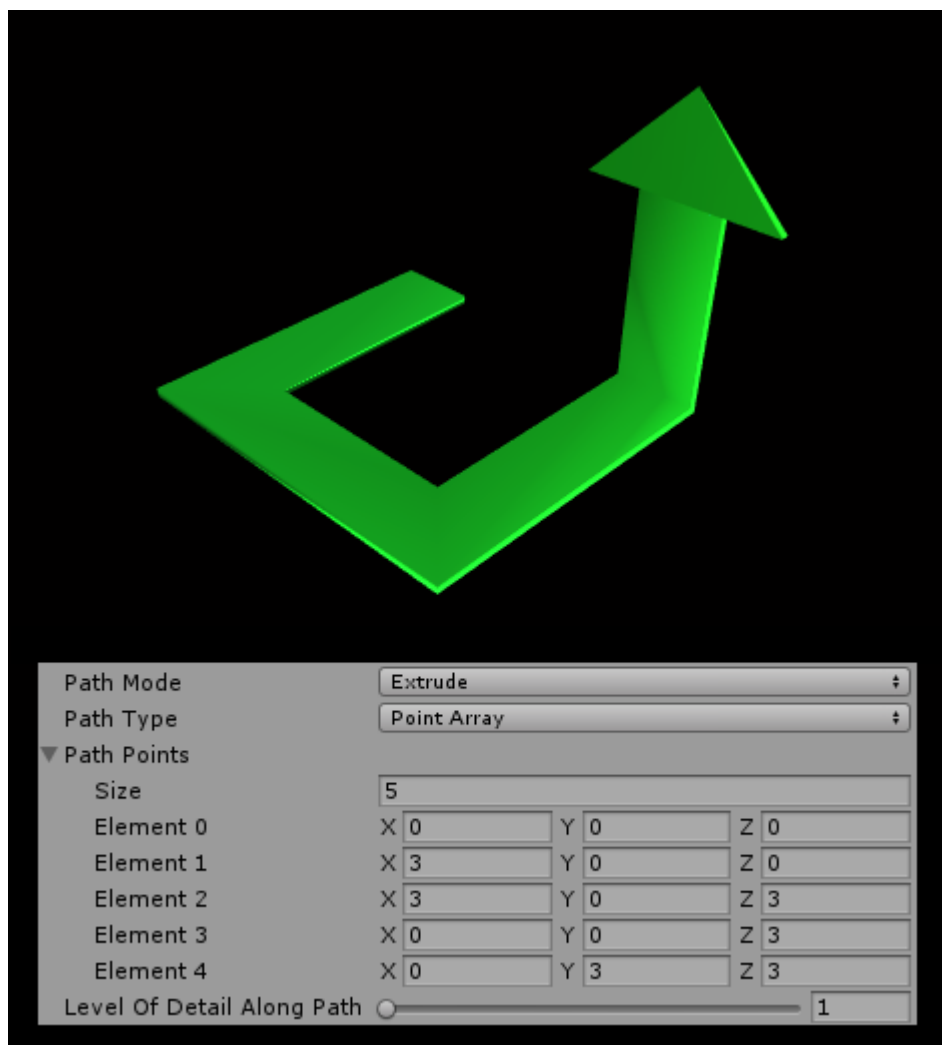 Path Mode Extrude
Path Type Point Array
Path Points
Size 5
Element 0 X 0 Y 0 Z 0
Element 1 X 3 Y 0 Z 0
Element 2 X 3 Y 0 Z 3
Element 3 X 0 Y 0 Z 3
Element 4 X 0 Y 3 Z 3
Level Of Detail Along Path 1